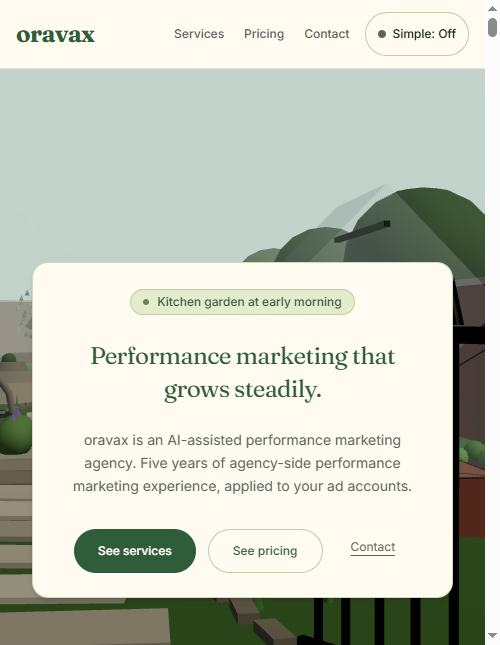 oravax
Services Pricing Contact Simple: Off
Kitchen garden at early morning
Performance marketing that
grows steadily.
oravax is an AI-assisted performance marketing
agency. Five years of agency-side performance
marketing experience, applied to your ad accounts.
See services See pricing Contact